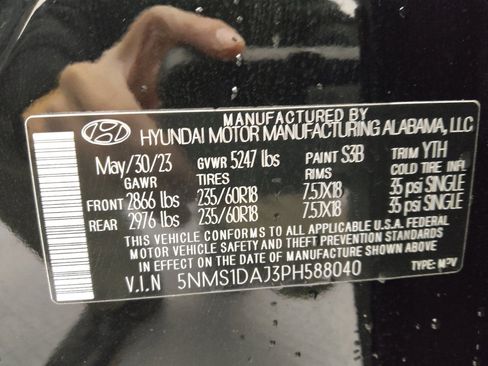 MANUFACTURED BY
HYUNDAI MOTOR MANUFACTURING ALABAMA, LLC
May/30/23 GVWR 5247 lbs PAINT S3B TRIM YTH
GAWR TIRES RIMS COLD TIRE INFL
FRONT 2866 lbs 235/60R18 7.5JX18 35 psi SINGLE
REAR 2976 lbs 235/60R18 7.5JX18 35 psi SINGLE
THIS VEHICLE CONFORMS TO ALL APPLICABLE U.S.A. FEDERAL
MOTOR VEHICLE SAFETY AND THEFT PREVENTION STANDARDS
IN EFFECT ON THE DATE OF MANUFACTURE SHOWN ABOVE
V.I.N 5NMS1DAJ3PH588040 TYPE: MPV